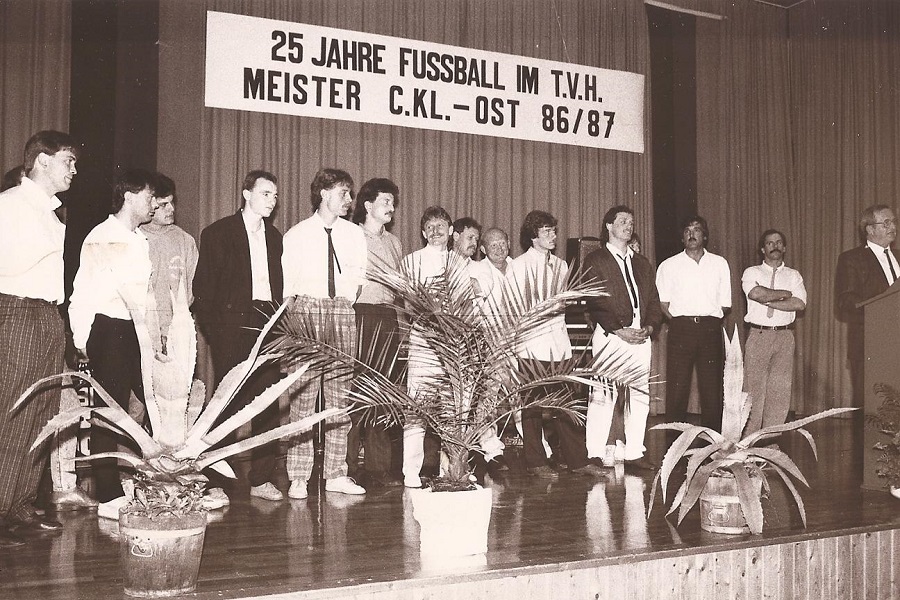 25 JAHRE FUSSBALL IM T.V.H.
MEISTER C.KL.-OST 86/87